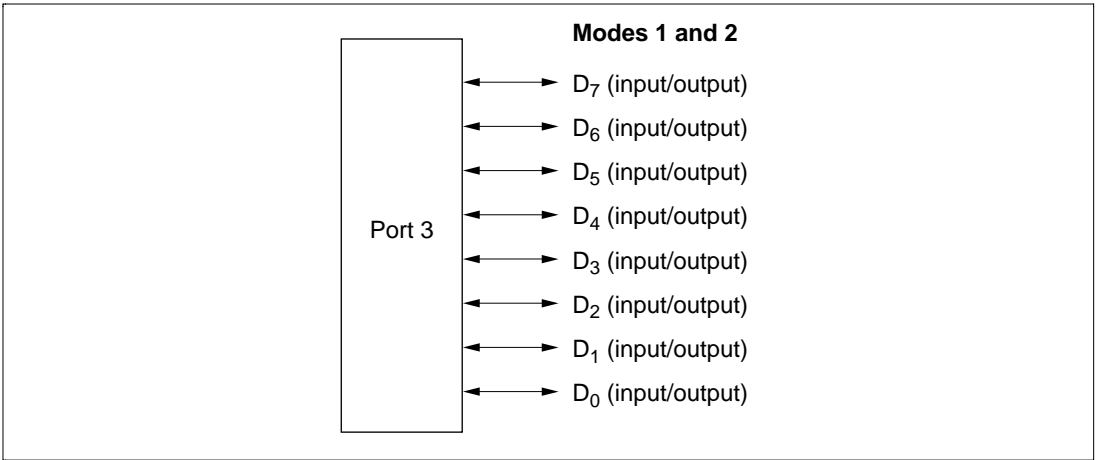 Modes 1 and 2
D₇ (input/output)
D₆ (input/output)
D₅ (input/output)
D₄ (input/output)
Port 3
D₃ (input/output)
D₂ (input/output)
D₁ (input/output)
D₀ (input/output)